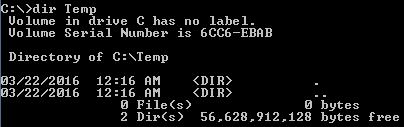 C:\>dir Temp
 Volume in drive C has no label.
 Volume Serial Number is 6CC6-EBAB

 Directory of C:\Temp

03/22/2016  12:16 AM    <DIR>          .
03/22/2016  12:16 AM    <DIR>          ..
               0 File(s)              0 bytes
               2 Dir(s)  56,628,912,128 bytes free